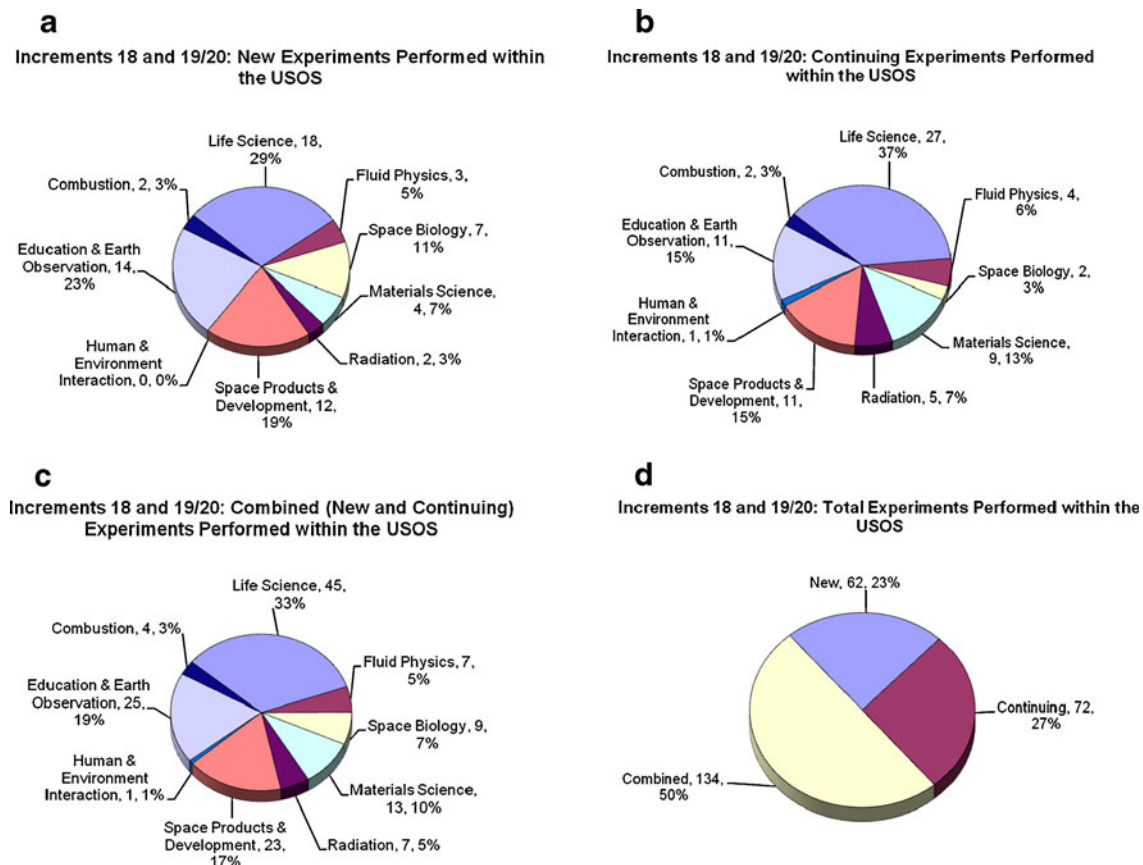 a
Increments 18 and 19/20: New Experiments Performed within
the USOS
Life Science, 18,
29%
Combustion, 2, 3%
Fluid Physics, 3,
5%
Space Biology, 7,
11%
Education & Earth
Observation, 14,
23%
Materials Science,
4, 7%
Human &
Environment
Interaction, 0, 0%
Radiation, 2, 3%
Space Products &
Development, 12,
19%
b
Increments 18 and 19/20: Continuing Experiments Performed
within the USOS
Life Science, 27,
37%
Combustion, 2, 3%
Fluid Physics, 4,
6%
Education & Earth
Observation, 11,
15%
Space Biology, 2,
3%
Human &
Environment
Interaction, 1, 1%
Materials Science,
9, 13%
Space Products &
Development, 11,
15%
Radiation, 5, 7%
c
Increments 18 and 19/20: Combined (New and Continuing)
Experiments Performed within the USOS
Life Science, 45,
33%
Combustion, 4, 3%
Fluid Physics, 7,
5%
Education & Earth
Observation, 25,
19%
Space Biology, 9,
7%
Human &
Environment
Interaction, 1, 1%
Materials Science,
13, 10%
Space Products &
Development, 23,
17%
Radiation, 7, 5%
d
Increments 18 and 19/20: Total Experiments Performed within the
USOS
New, 62, 23%
Continuing, 72,
27%
Combined, 134,
50%